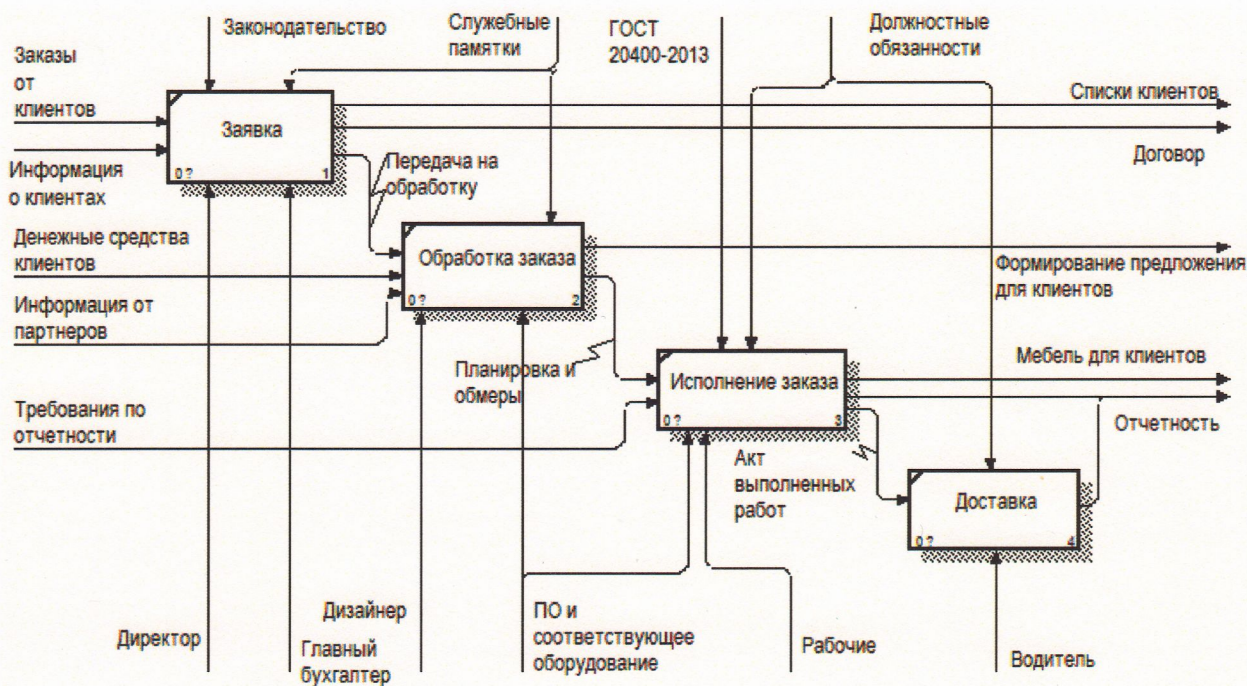 Законодательство
Служебные
памятки
ГОСТ
20400-2013
Должностные
обязанности
Заказы
от
клиентов
Заявка
0 ?
1
Списки клиентов
Договор
Информация
о клиентах
Передача на
обработку
Денежные средства
клиентов
Обработка заказа
0 ?
2
Формирование предложения
для клиентов
Информация от
партнеров
Планировка и
обмеры
Исполнение заказа
0 ?
3
Мебель для клиентов
Отчетность
Требования по
отчетности
Акт
выполненных
работ
Доставка
0 ?
4
Директор
Главный
бухгалтер
Дизайнер
ПО и
соответствующее
оборудование
Рабочие
Водитель